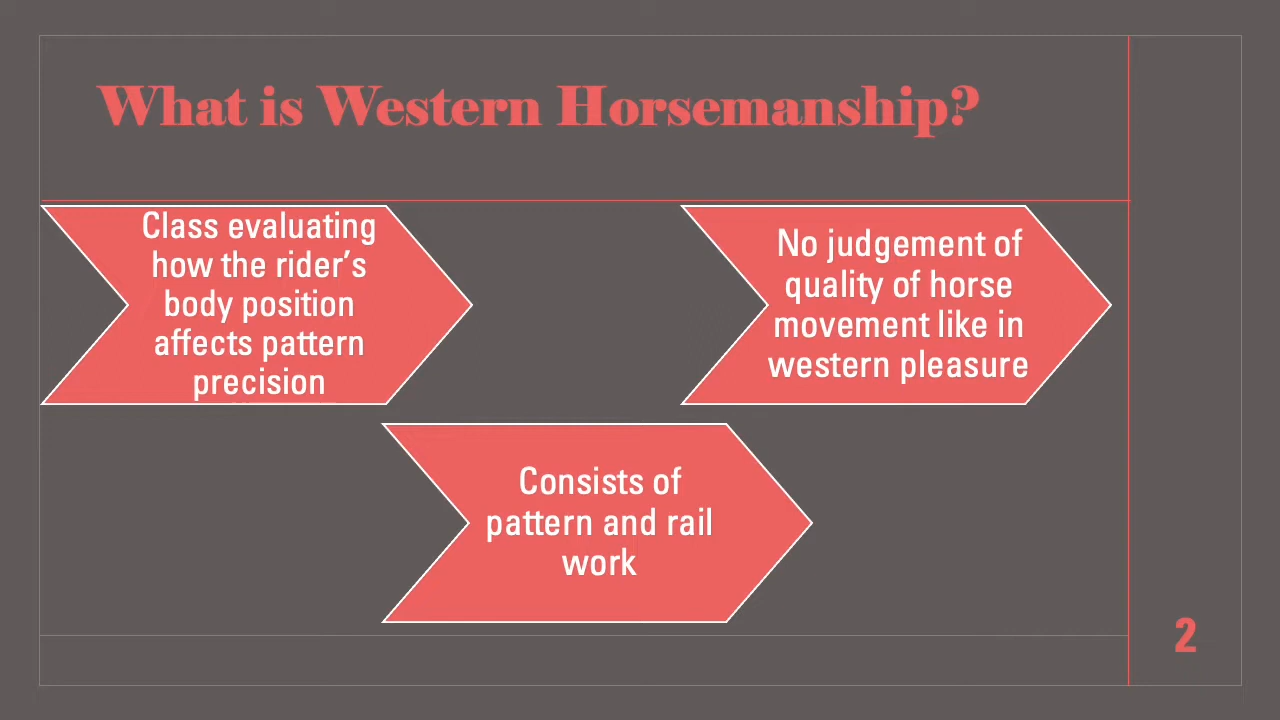 What is Western Horsemanship?
Class evaluating
how the rider’s
body position
affects pattern
precision
No judgement of
quality of horse
movement like in
western pleasure
Consists of
pattern and rail
work
2